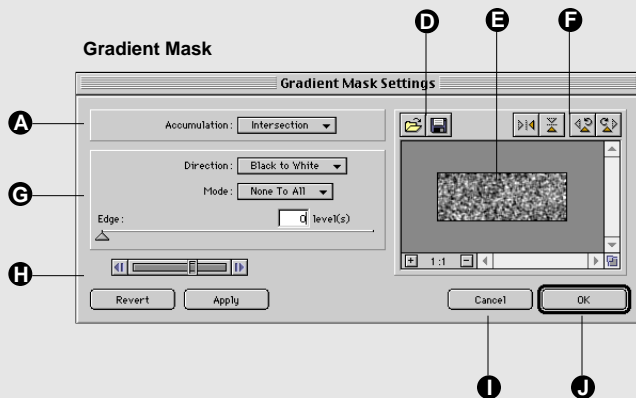 D E F
Gradient Mask
Gradient Mask Settings
A
Accumulation: Intersection
Direction: Black to White
G
Mode: None To All
Edge: 0 level(s)
1:1
H
Revert Apply Cancel OK
I J